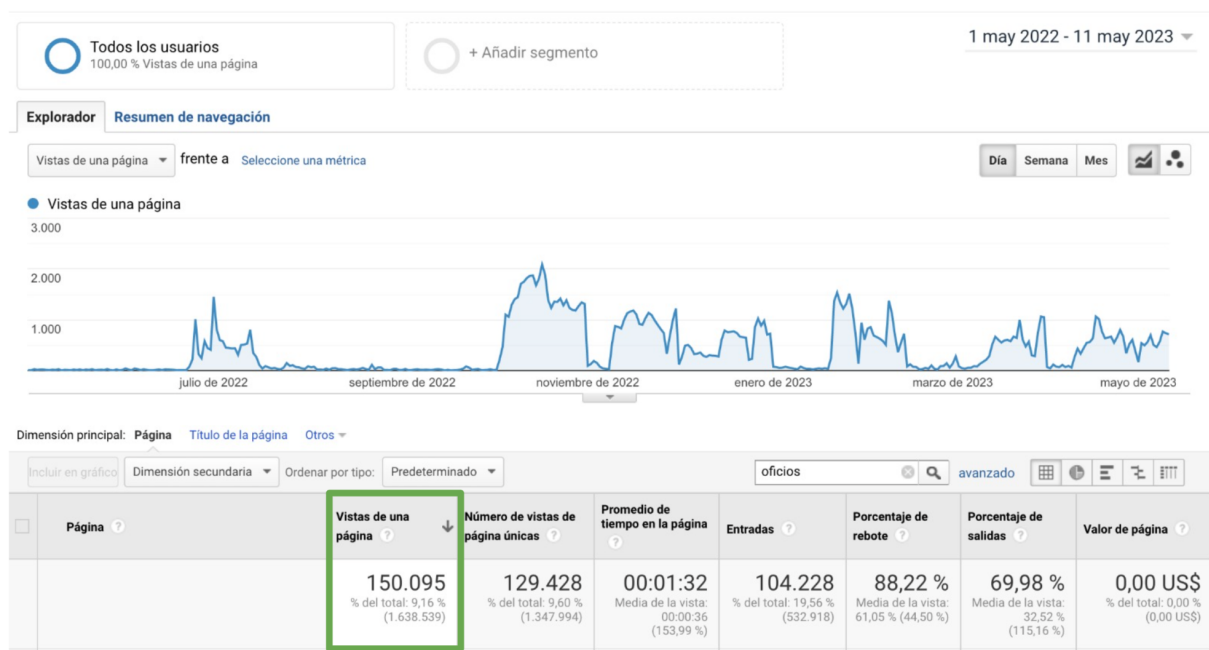 Todos los usuarios
100,00 % Vistas de una página
+ Añadir segmento
1 may 2022 - 11 may 2023
Explorador Resumen de navegación
Vistas de una página frente a Seleccione una métrica
Día Semana Mes
Vistas de una página
3.000
2.000
1.000
julio de 2022 septiembre de 2022 noviembre de 2022 enero de 2023 marzo de 2023 mayo de 2023
Dimensión principal: Página Título de la página Otros
Incluir en gráfico Dimensión secundaria Ordenar por tipo: Predeterminado oficios avanzado
Página ?
Vistas de una
página ?
Número de vistas de
página únicas ?
Promedio de
tiempo en la página
?
Entradas ?
Porcentaje de
rebote ?
Porcentaje de
salidas ?
Valor de página ?
150.095
% del total: 9,16 %
(1.638.539)
129.428
% del total: 9,60 %
(1.347.994)
00:01:32
Media de la vista:
00:00:36
(153,99 %)
104.228
% del total: 19,56 %
(532.918)
88,22 %
Media de la vista:
61,05 % (44,50 %)
69,98 %
Media de la vista:
32,52 %
(115,16 %)
0,00 US$
% del total: 0,00 %
(0,00 US$)